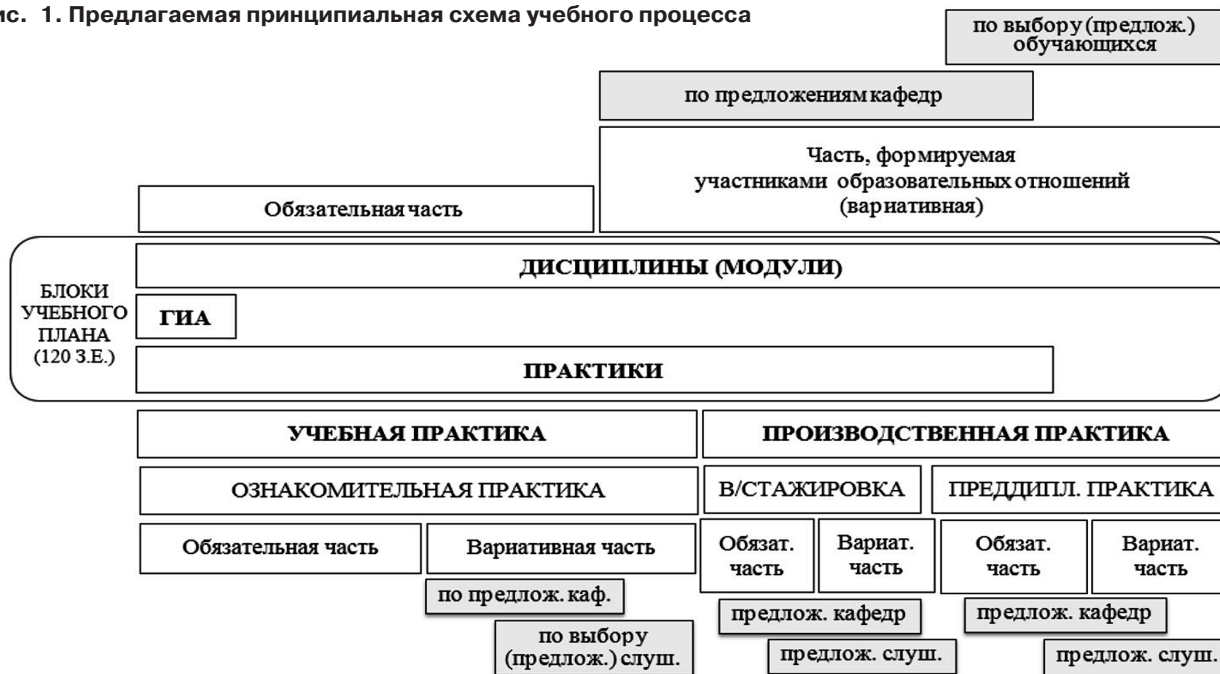 ис. 1. Предлагаемая принципиальная схема учебного процесса
по выбору (предлож.)
обучающихся
по предложениям кафедр
Часть, формируемая
участниками образовательных отношений
(вариативная)
Обязательная часть
ДИСЦИПЛИНЫ (МОДУЛИ)
БЛОКИ
УЧЕБНОГО
ПЛАНА
(120 З.Е.)
ГИА
ПРАКТИКИ
УЧЕБНАЯ ПРАКТИКА
ПРОИЗВОДСТВЕННАЯ ПРАКТИКА
ОЗНАКОМИТЕЛЬНАЯ ПРАКТИКА
В/СТАЖИРОВКА
ПРЕДДИПЛ. ПРАКТИКА
Обязательная часть
Вариативная часть
Обязат.
часть
Вариат.
часть
Обязат.
часть
Вариат.
часть
по предлож. каф.
по выбору
(предлож.) слуш.
предлож. кафедр
предлож. слуш.
предлож. кафедр
предлож. слуш.